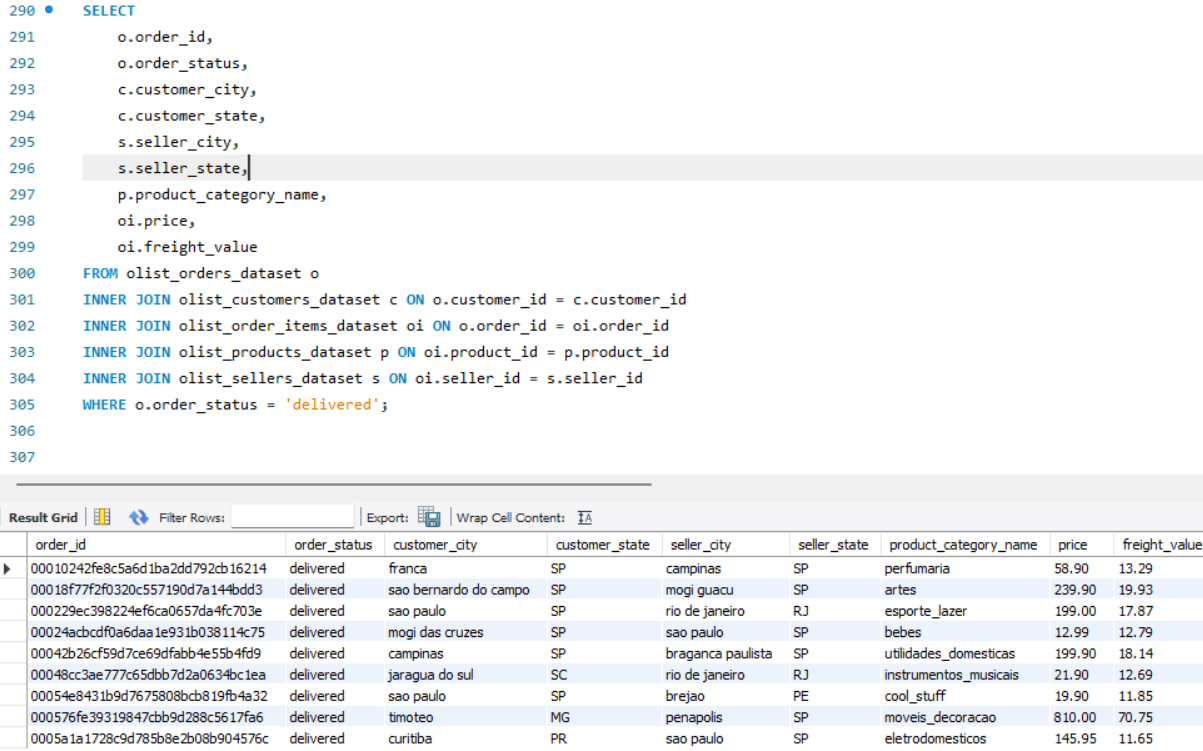 290 SELECT
291 o.order_id,
292 o.order_status,
293 c.customer_city,
294 c.customer_state,
295 s.seller_city,
296 s.seller_state,
297 p.product_category_name,
298 oi.price,
299 oi.freight_value
300 FROM olist_orders_dataset o
301 INNER JOIN olist_customers_dataset c ON o.customer_id = c.customer_id
302 INNER JOIN olist_order_items_dataset oi ON o.order_id = oi.order_id
303 INNER JOIN olist_products_dataset p ON oi.product_id = p.product_id
304 INNER JOIN olist_sellers_dataset s ON oi.seller_id = s.seller_id
305 WHERE o.order_status = 'delivered';
306
307
Result Grid Filter Rows: Export: Wrap Cell Content: IA
order_id order_status customer_city customer_state seller_city seller_state product_category_name price freight_value
00010242fe8c5a6d1ba2dd792cb16214 delivered franca SP campinas SP perfumaria 58.90 13.29
00018f77f2f0320c557190d7a144bdd3 delivered sao bernardo do campo SP mogi guacu SP artes 239.90 19.93
000229ec398224ef6ca0657da4fc703e delivered sao paulo SP rio de janeiro RJ esporte_lazer 199.00 17.87
00024acbcdf0a6daa1e931b038114c75 delivered mogi das cruzes SP sao paulo SP bebes 12.99 12.79
00042b26cf59d7ce69dfabb4e55b4fd9 delivered campinas SP braganca paulista SP utilidades_domesticas 199.90 18.14
00048cc3ae777c65dbb7d2a0634bc1ea delivered jaragua do sul SC rio de janeiro RJ instrumentos_musicais 21.90 12.69
00054e8431b9d7675808bcb819fb4a32 delivered sao paulo SP brejao PE cool_stuff 19.90 11.85
000576fe39319847cbb9d288c5617fa6 delivered timoteo MG penapolis SP moveis_decoracao 810.00 70.75
0005a1a1728c9d785b8e2b08b904576c delivered curitiba PR sao paulo SP eletrodomesticos 145.95 11.65